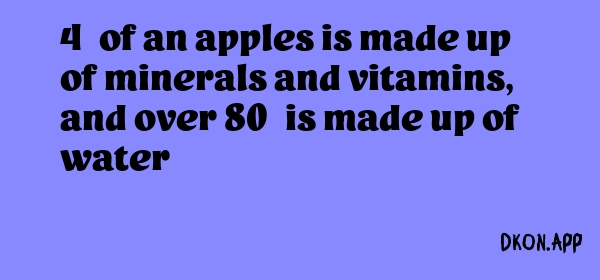 4 of an apples is made up
of minerals and vitamins,
and over 80 is made up of
water
DKON.APP